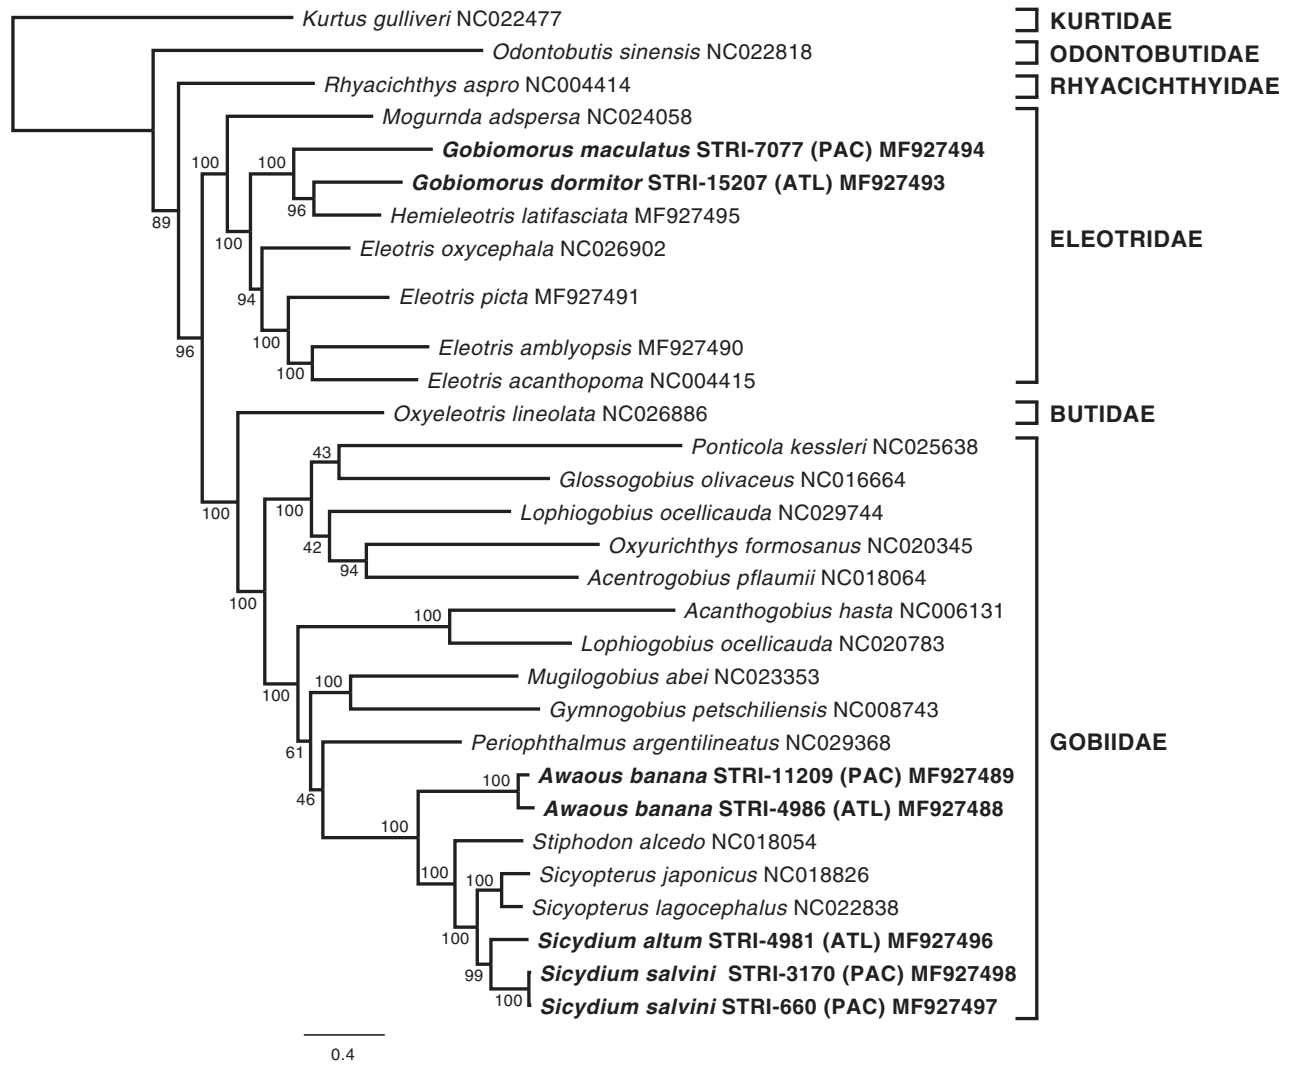 Kurtus gulliveri NC022477
KURTIDAE
Odontobutis sinensis NC022818
ODONTOBUTIDAE
Rhyacichthys aspro NC004414
RHYACICHTHYIDAE
Mogurnda adspersa NC024058
100
100
Gobiomorus maculatus STRI-7077 (PAC) MF927494
Gobiomorus dormitor STRI-15207 (ATL) MF927493
96
Hemieleotris latifasciata MF927495
89
100
ELEOTRIDAE
Eleotris oxycephala NC026902
94
Eleotris picta MF927491
100
96
Eleotris amblyopsis MF927490
100
Eleotris acanthopoma NC004415
Oxyeleotris lineolata NC026886
BUTIDAE
43
Ponticola kessleri NC025638
Glossogobius olivaceus NC016664
100
100
Lophiogobius ocellicauda NC029744
42
Oxyurichthys formosanus NC020345
94
Acentrogobius pflaumii NC018064
100
100
Acanthogobius hasta NC006131
Lophiogobius ocellicauda NC020783
100
100
Mugilogobius abei NC023353
Gymnogobius petschiliensis NC008743
61
Periophthalmus argentilineatus NC029368
GOBIIDAE
100
Awaous banana STRI-11209 (PAC) MF927489
46
Awaous banana STRI-4986 (ATL) MF927488
100
Stiphodon alcedo NC018054
100
100
Sicyopterus japonicus NC018826
Sicyopterus lagocephalus NC022838
100
Sicydium altum STRI-4981 (ATL) MF927496
99
Sicydium salvini STRI-3170 (PAC) MF927498
100
Sicydium salvini STRI-660 (PAC) MF927497
0.4